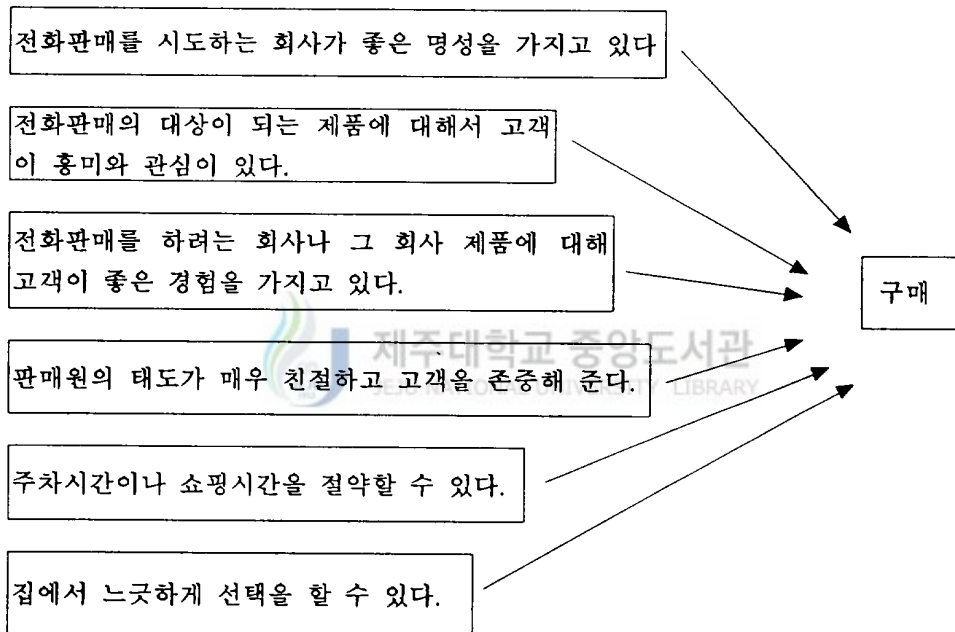 전화판매를 시도하는 회사가 좋은 명성을 가지고 있다
전화판매의 대상이 되는 제품에 대해서 고객
이 흥미와 관심이 있다.
전화판매를 하려는 회사나 그 회사 제품에 대해
고객이 좋은 경험을 가지고 있다.
구매
제주대학교 중앙도서관
JEJU NATIONAL UNIVERSITY LIBRARY
판매원의 태도가 매우 친절하고 고객을 존중해 준다.
주차시간이나 쇼핑시간을 절약할 수 있다.
집에서 느긋하게 선택을 할 수 있다.